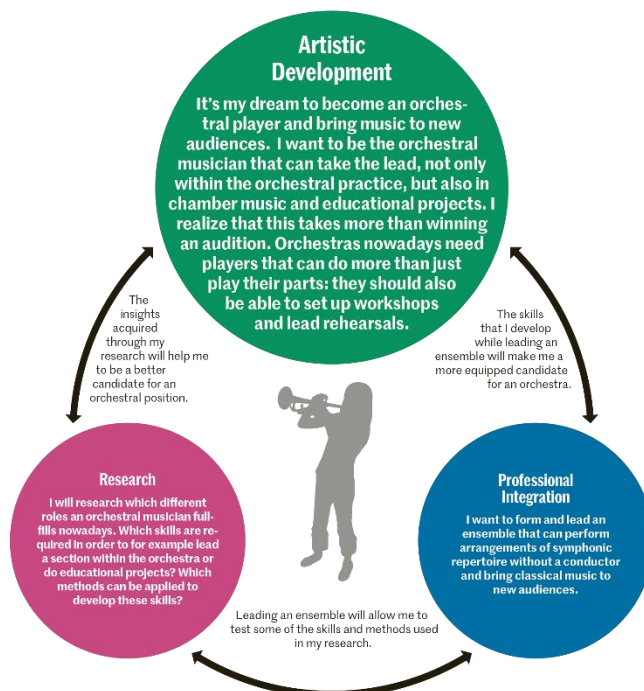 Artistic
Development
It's my dream to become an orches-
tral player and bring music to new
audiences. I want to be the orchestral
musician that can take the lead, not only
within the orchestral practice, but also in
chamber music and educational projects. I
realize that this takes more than winning
an audition. Orchestras nowadays need
players that can do more than just
play their parts: they should also
be able to set up workshops
and lead rehearsals.
The
insights
acquired
through my
research will help me
to be a better
candidate for an
orchestral position.
The skills
that I develop
while leading an
ensemble will make me a
more equipped candidate
for an orchestra.
Research
I will research which different
roles an orchestral musician full-
fills nowadays. Which skills are re-
quired in order to for example lead
a section within the orchestra or
do educational projects? Which
methods can be applied to
develop these skills?
Professional
Integration
I want to form and lead an
ensemble that can perform
arrangements of symphonic
repertoire without a conductor
and bring classical music to
new audiences.
Leading an ensemble will allow me to
test some of the skills and methods used
in my research.